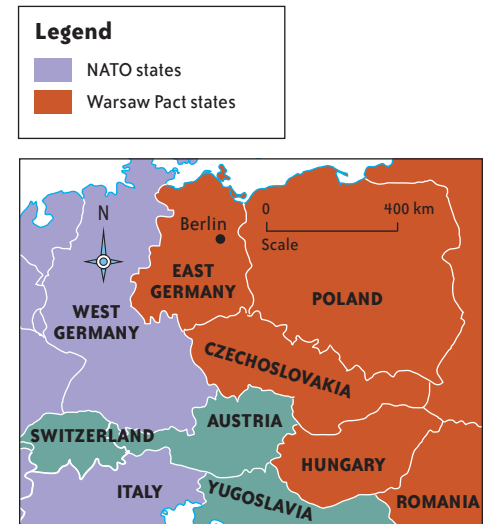 Legend
NATO states
Warsaw Pact states
N
0 400 km
Berlin
Scale
EAST
GERMANY
POLAND
WEST
GERMANY
CZECHOSLOVAKIA
AUSTRIA
SWITZERLAND
HUNGARY
ITALY
YUGOSLAVIA
ROMANIA